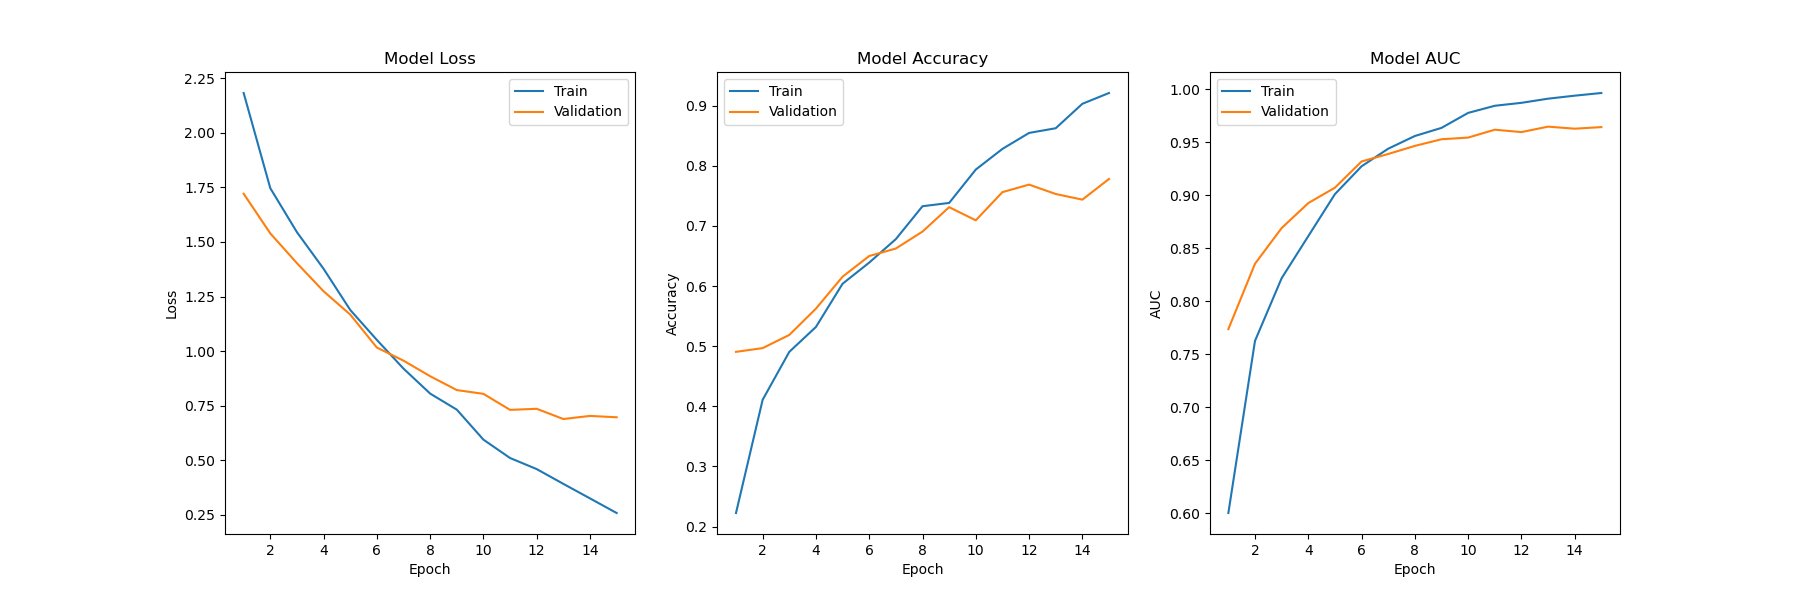 Model Loss
2.25
2.00
1.75
1.50
1.25
1.00
0.75
0.50
0.25
Loss
Train
Validation
2 4 6 8 10 12 14
Epoch
Model Accuracy
0.9
0.8
0.7
0.6
0.5
0.4
0.3
0.2
Accuracy
Train
Validation
2 4 6 8 10 12 14
Epoch
Model AUC
1.00
0.95
0.90
0.85
0.80
0.75
0.70
0.65
0.60
AUC
Train
Validation
2 4 6 8 10 12 14
Epoch